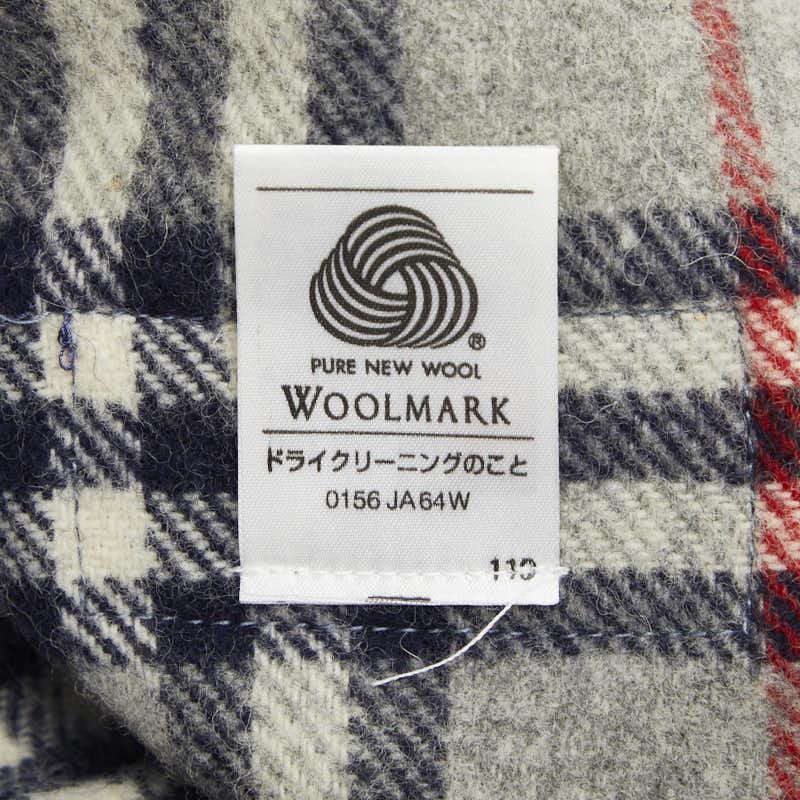 ®
PURE NEW WOOL
WOOLMARK
ドライクリーニングのこと
0156 JA64W
110